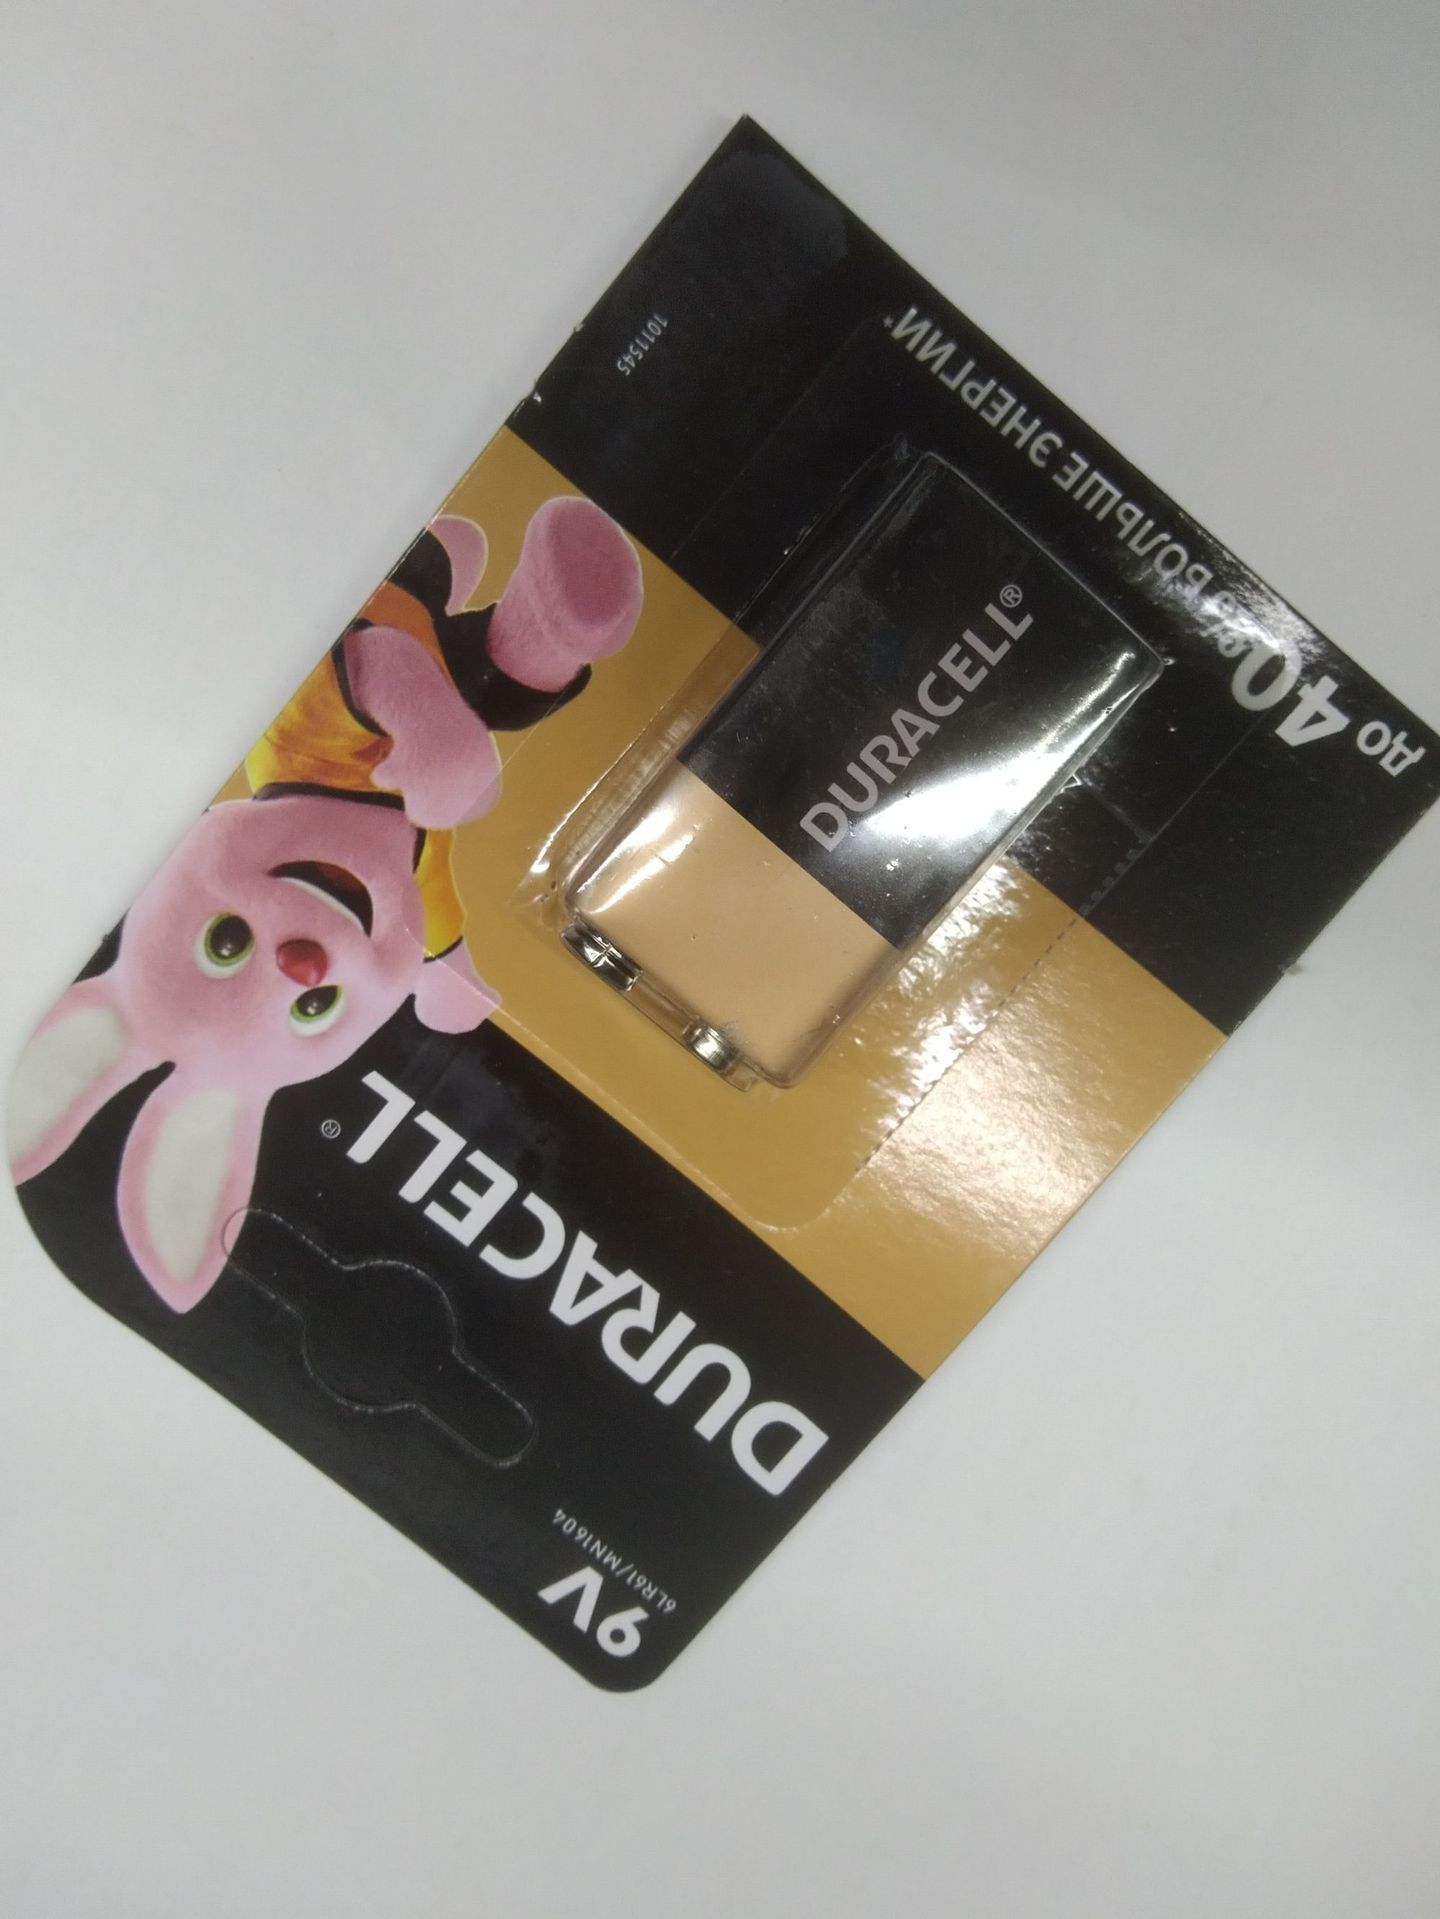 9V
6LR61/MN1604
DURACELL®
DURACELL®
ДО 40% БОЛЬШЕ ЭНЕРГИИ*
1011545